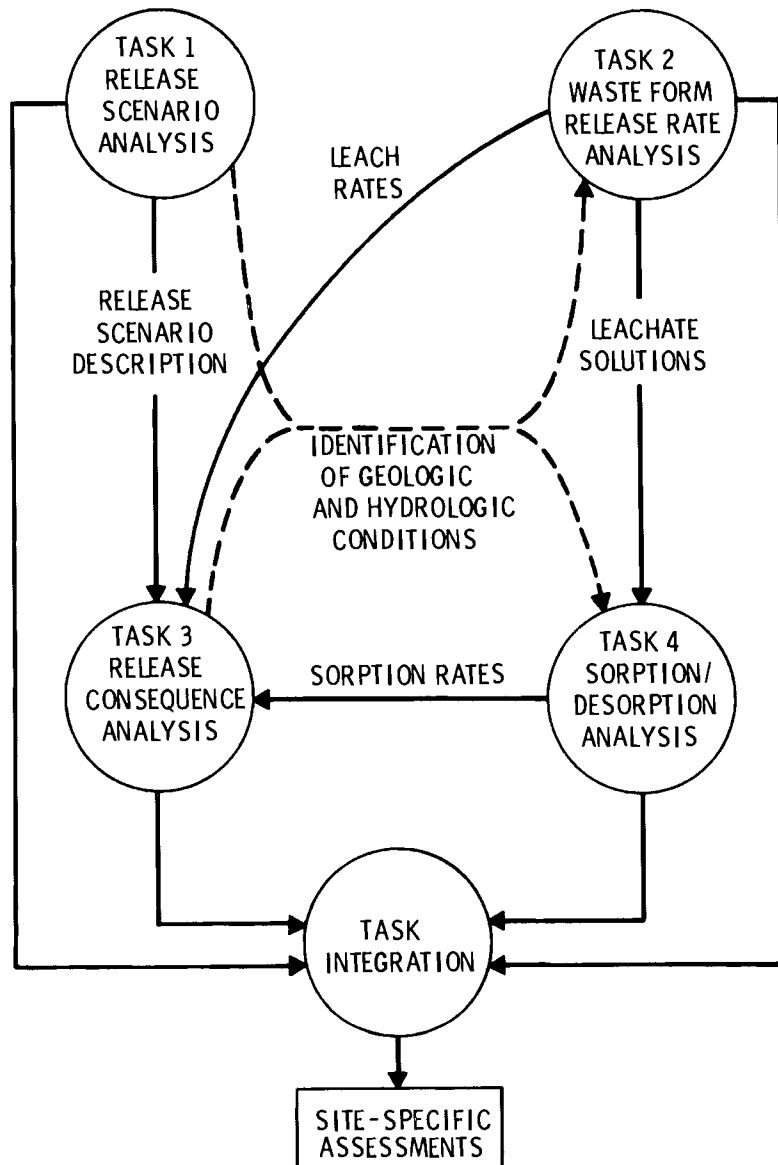 TASK 1
RELEASE
SCENARIO
ANALYSIS
TASK 2
WASTE FORM
RELEASE RATE
ANALYSIS
LEACH
RATES
RELEASE
SCENARIO
DESCRIPTION
LEACHATE
SOLUTIONS
IDENTIFICATION
OF GEOLOGIC
AND HYDROLOGIC
CONDITIONS
TASK 3
RELEASE
CONSEQUENCE
ANALYSIS
SORPTION RATES
TASK 4
SORPTION/
DESORPTION
ANALYSIS
TASK
INTEGRATION
SITE-SPECIFIC
ASSESSMENTS